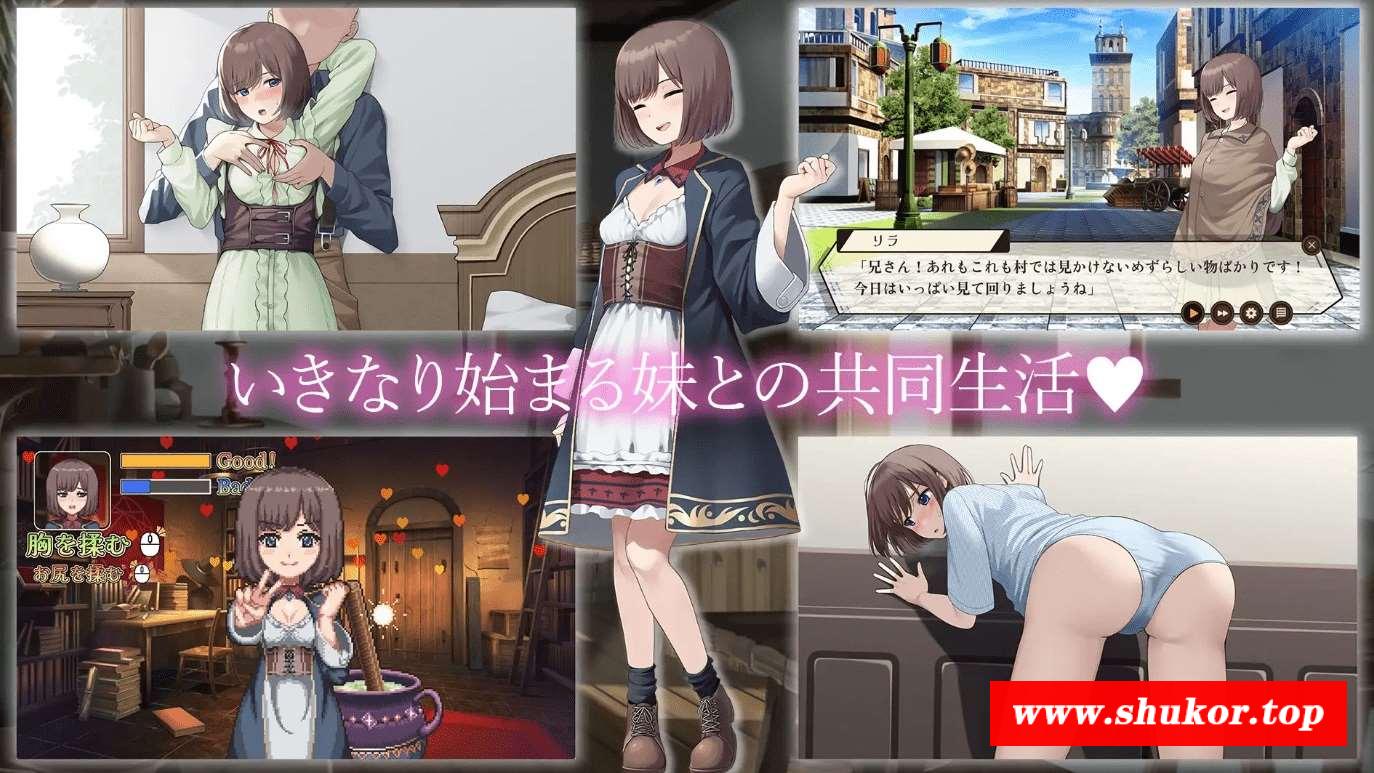 リラ
「兄さん！あれもこれも村では見かけないめずらしい物ばかりです！
今日はいっぱい見て回りましょうね」
いきなり始まる妹との共同生活♥
Good!
Bad
胸を揉む
お尻を揉む
www.shukor.top